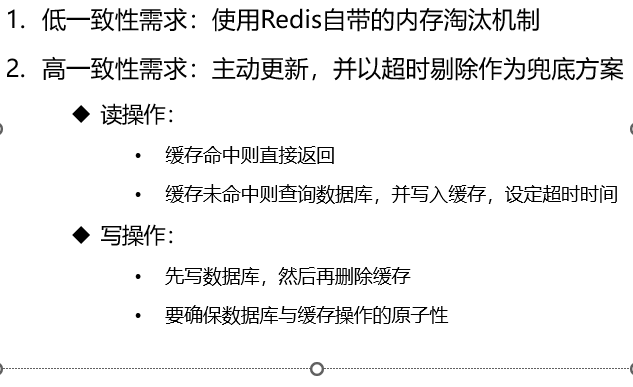 1. 低一致性需求：使用Redis自带的内存淘汰机制
2. 高一致性需求：主动更新，并以超时剔除作为兜底方案
◆ 读操作：
• 缓存命中则直接返回
• 缓存未命中则查询数据库，并写入缓存，设定超时时间
◆ 写操作：
• 先写数据库，然后再删除缓存
• 要确保数据库与缓存操作的原子性